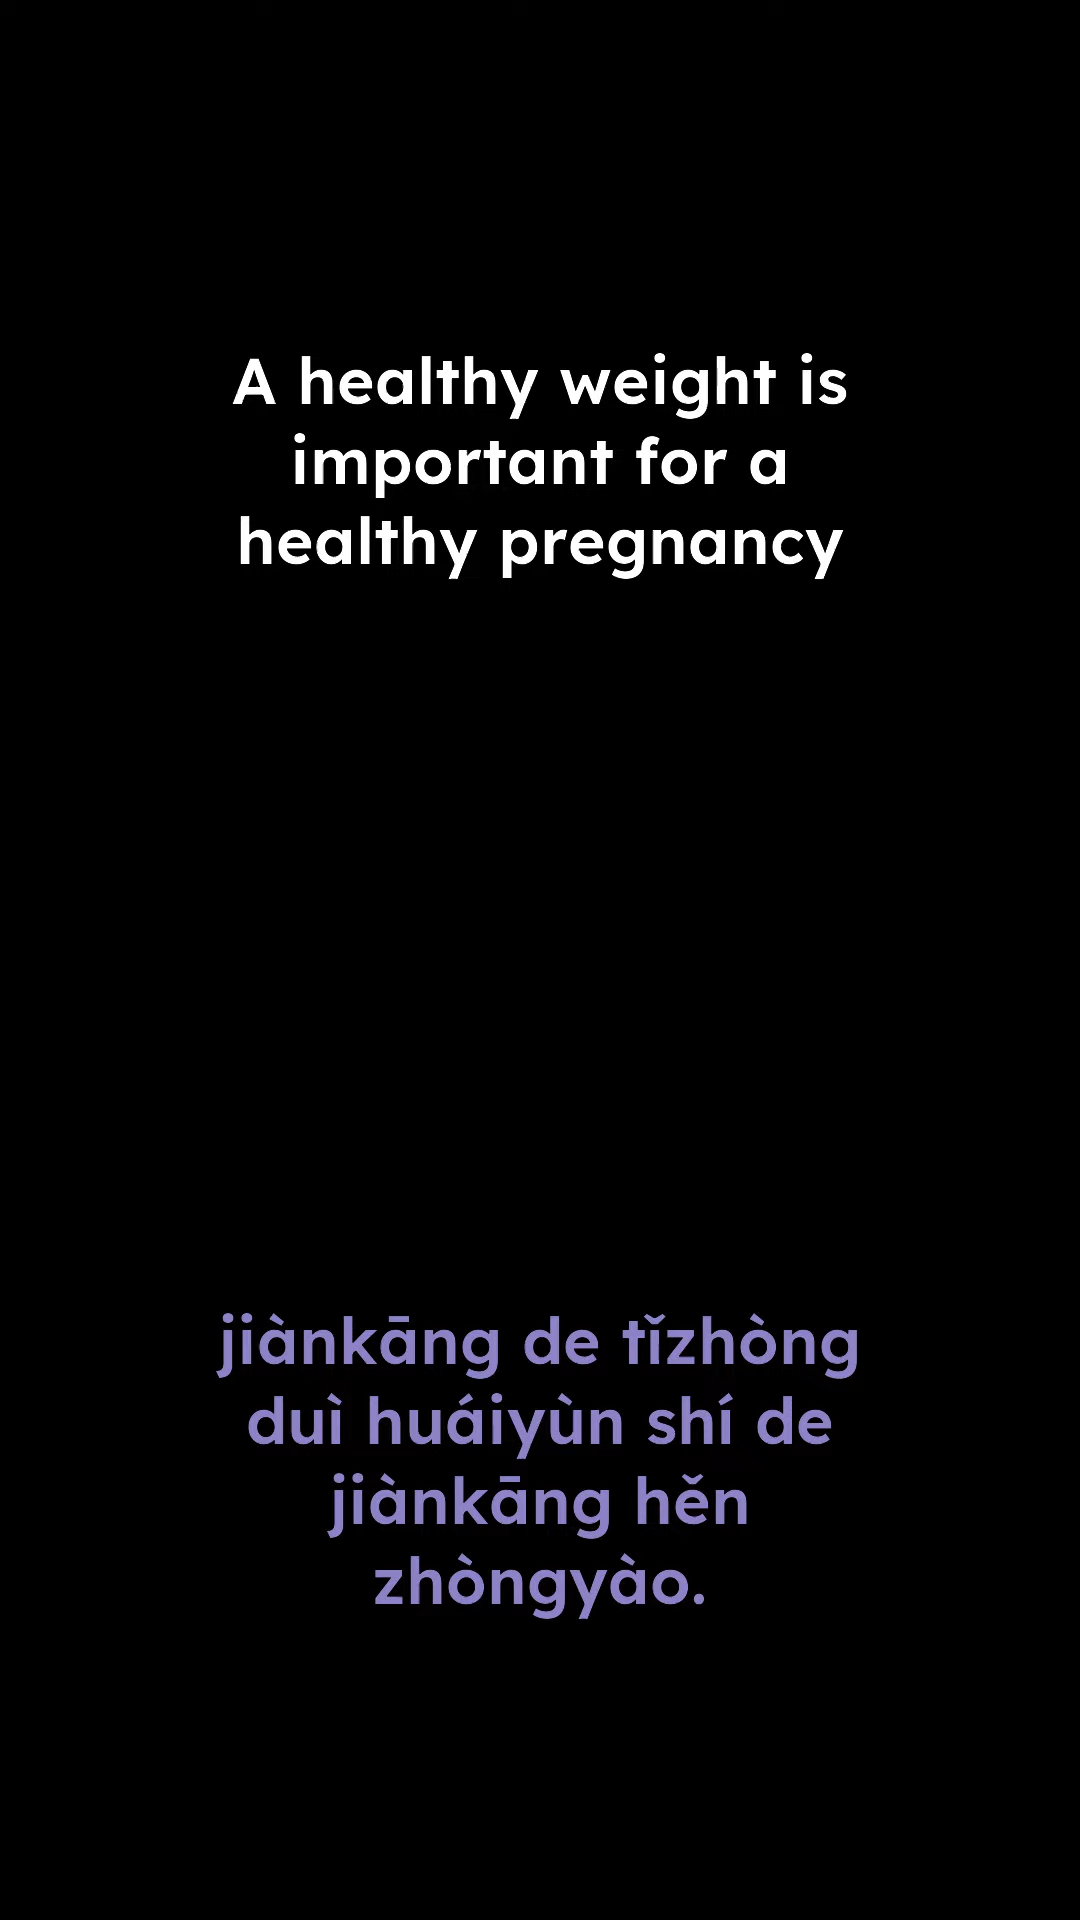 A healthy weight is
important for a
healthy pregnancy
jiànkāng de tǐzhòng
duì huáiyùn shí de
jiànkāng hěn
zhòngyào.